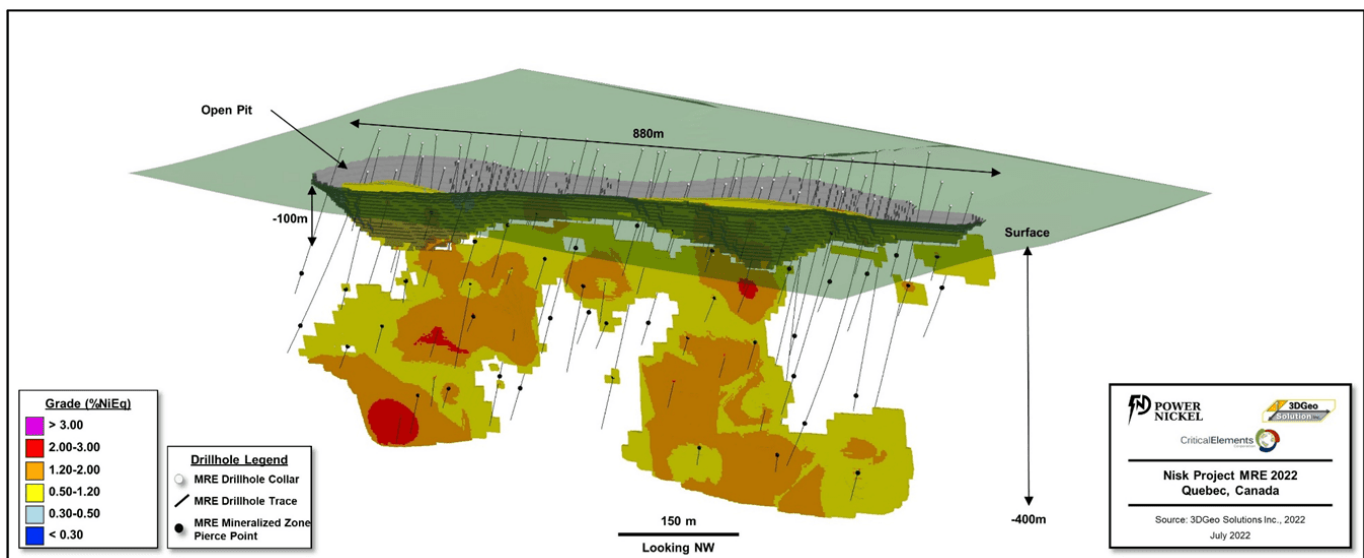 Open Pit
880m
-100m
Surface
-400m
Grade (%NiEq)
> 3.00
2.00-3.00
1.20-2.00
0.50-1.20
0.30-0.50
< 0.30
Drillhole Legend
MRE Drillhole Collar
MRE Drillhole Trace
MRE Mineralized Zone
Pierce Point
150 m
Looking NW
POWER
NICKEL
3DGeo
Solution
CriticalElements
Nisk Project MRE 2022
Quebec, Canada
Source: 3DGeo Solutions Inc., 2022
July 2022